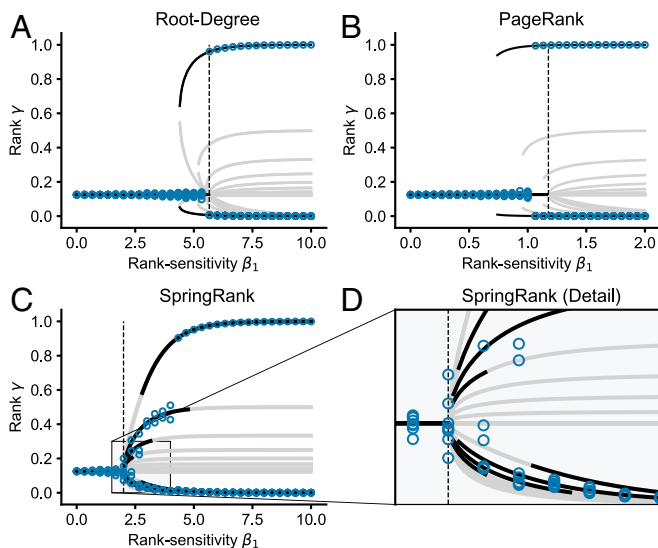 A
Root-Degree
Rank γ
1.0
0.8
0.6
0.4
0.2
0.0
0.0 2.5 5.0 7.5 10.0
Rank-sensitivity β₁
B
PageRank
Rank γ
1.0
0.8
0.6
0.4
0.2
0.0
0.0 0.5 1.0 1.5 2.0
Rank-sensitivity β₁
C
SpringRank
Rank γ
1.0
0.8
0.6
0.4
0.2
0.0
0.0 2.5 5.0 7.5 10.0
Rank-sensitivity β₁
D
SpringRank (Detail)